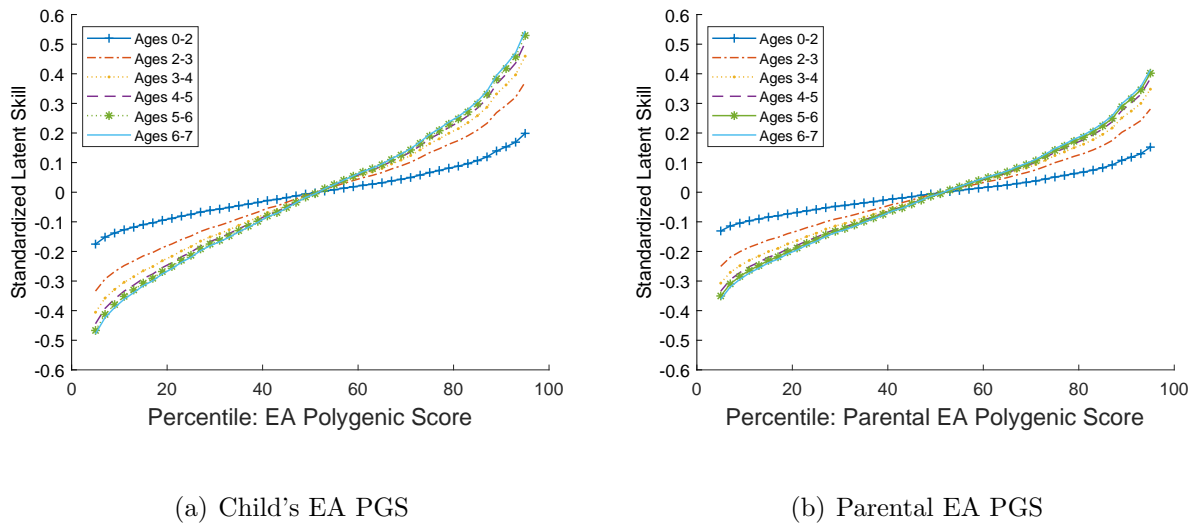 0.6
0.5
0.4
0.3
0.2
0.1
0
-0.1
-0.2
-0.3
-0.4
-0.5
-0.6
Standardized Latent Skill
Ages 0-2
Ages 2-3
Ages 3-4
Ages 4-5
Ages 5-6
Ages 6-7
0 20 40 60 80 100
Percentile: EA Polygenic Score
(a) Child's EA PGS
0.6
0.5
0.4
0.3
0.2
0.1
0
-0.1
-0.2
-0.3
-0.4
-0.5
-0.6
Standardized Latent Skill
Ages 0-2
Ages 2-3
Ages 3-4
Ages 4-5
Ages 5-6
Ages 6-7
0 20 40 60 80 100
Percentile: Parental EA Polygenic Score
(b) Parental EA PGS